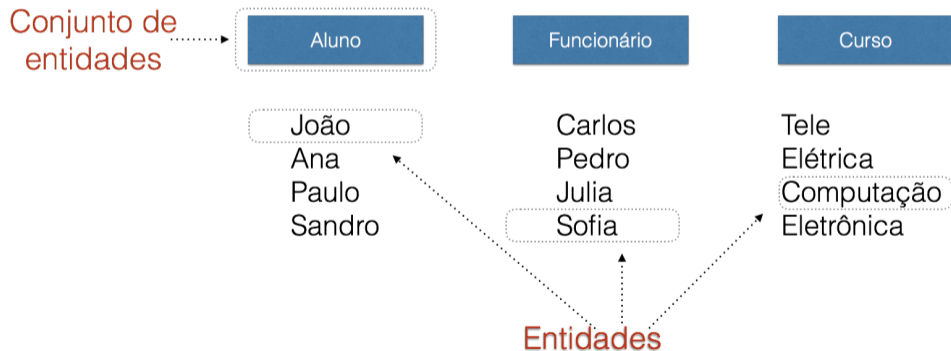 Conjunto de
entidades
Aluno
Funcionário
Curso
João
Ana
Paulo
Sandro
Carlos
Pedro
Julia
Sofia
Tele
Elétrica
Computação
Eletrônica
Entidades